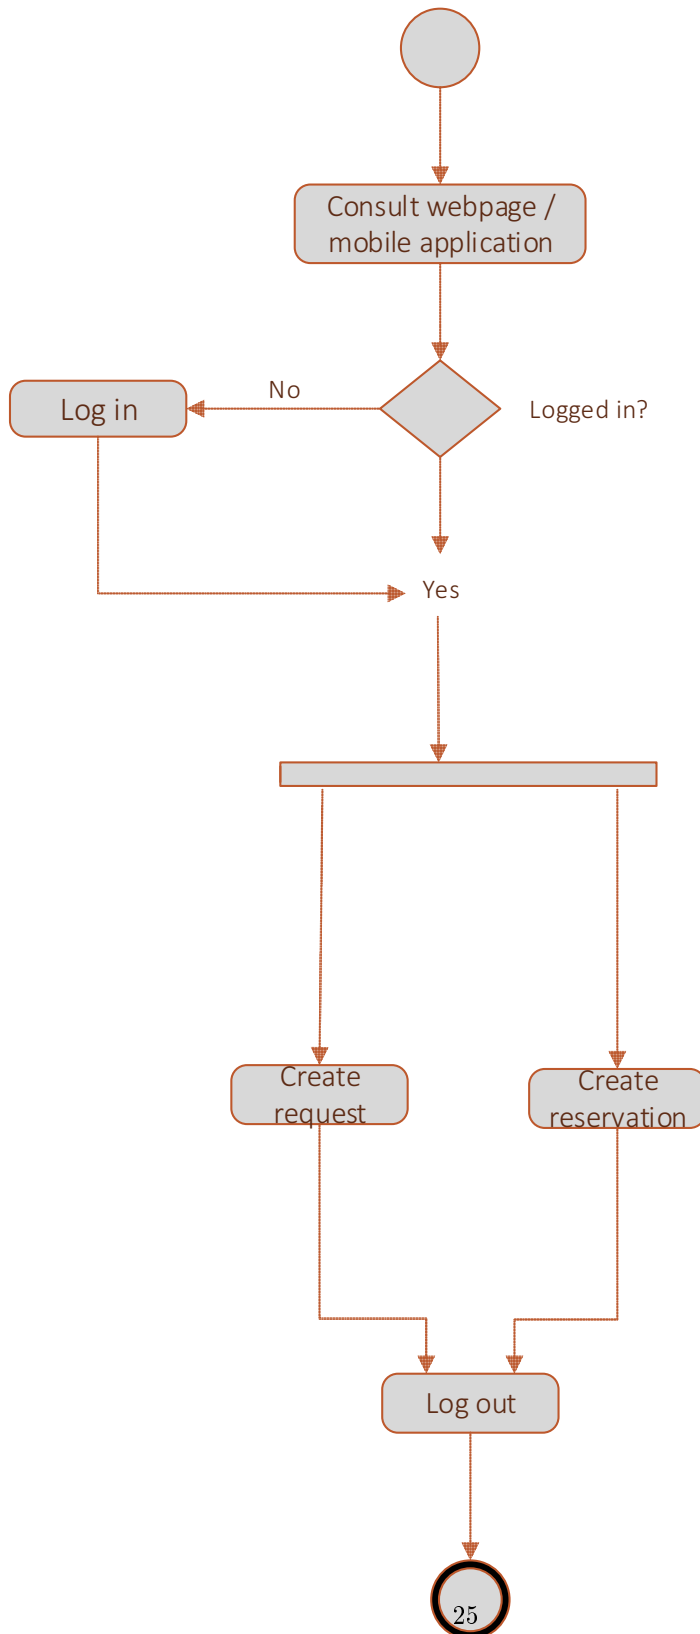 Consult webpage /
mobile application
No
Log in
Logged in?
Yes
Create
request
Create
reservation
Log out
25